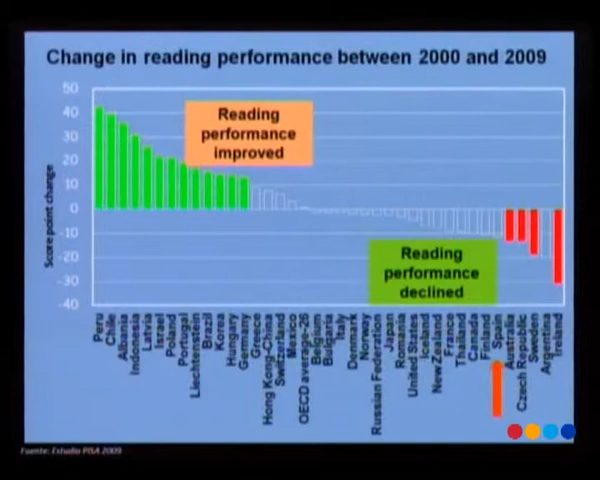 Change in reading performance between 2000 and 2009
50
40
30
20
10
0
-10
-20
-30
-40
Score point change
Reading
performance
improved
Reading
performance
declined
Peru
Chile
Albania
Indonesia
Latvia
Israel
Poland
Portugal
Liechtenstein
Brazil
Korea
Hungary
Germany
Greece
Hong Kong-China
Switzerland
Mexico
OECD average-26
Belgium
Bulgaria
Italy
Denmark
Norway
Russian Federation
Japan
Romania
United States
Iceland
New Zealand
France
Thailand
Canada
Finland
Spain
Australia
Czech Republic
Sweden
Argentina
Ireland
Fuente: Estudio PISA 2009